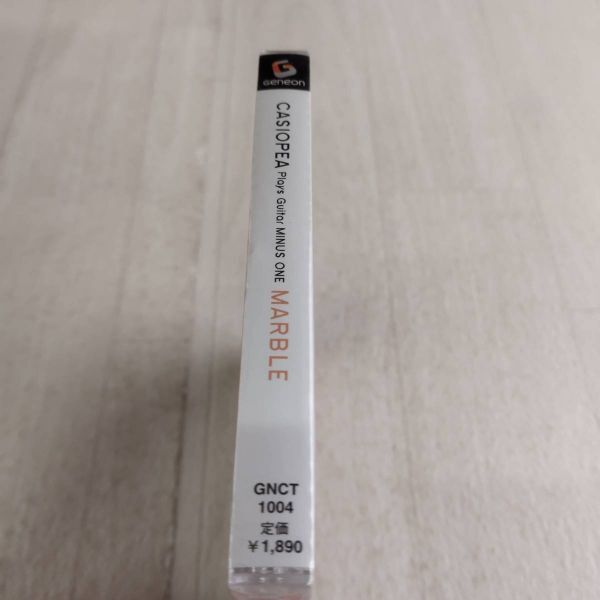 Geneon
CASIOPEA Plays Guitar MINUS ONE MARBLE
GNCT
1004
定価
¥1,890